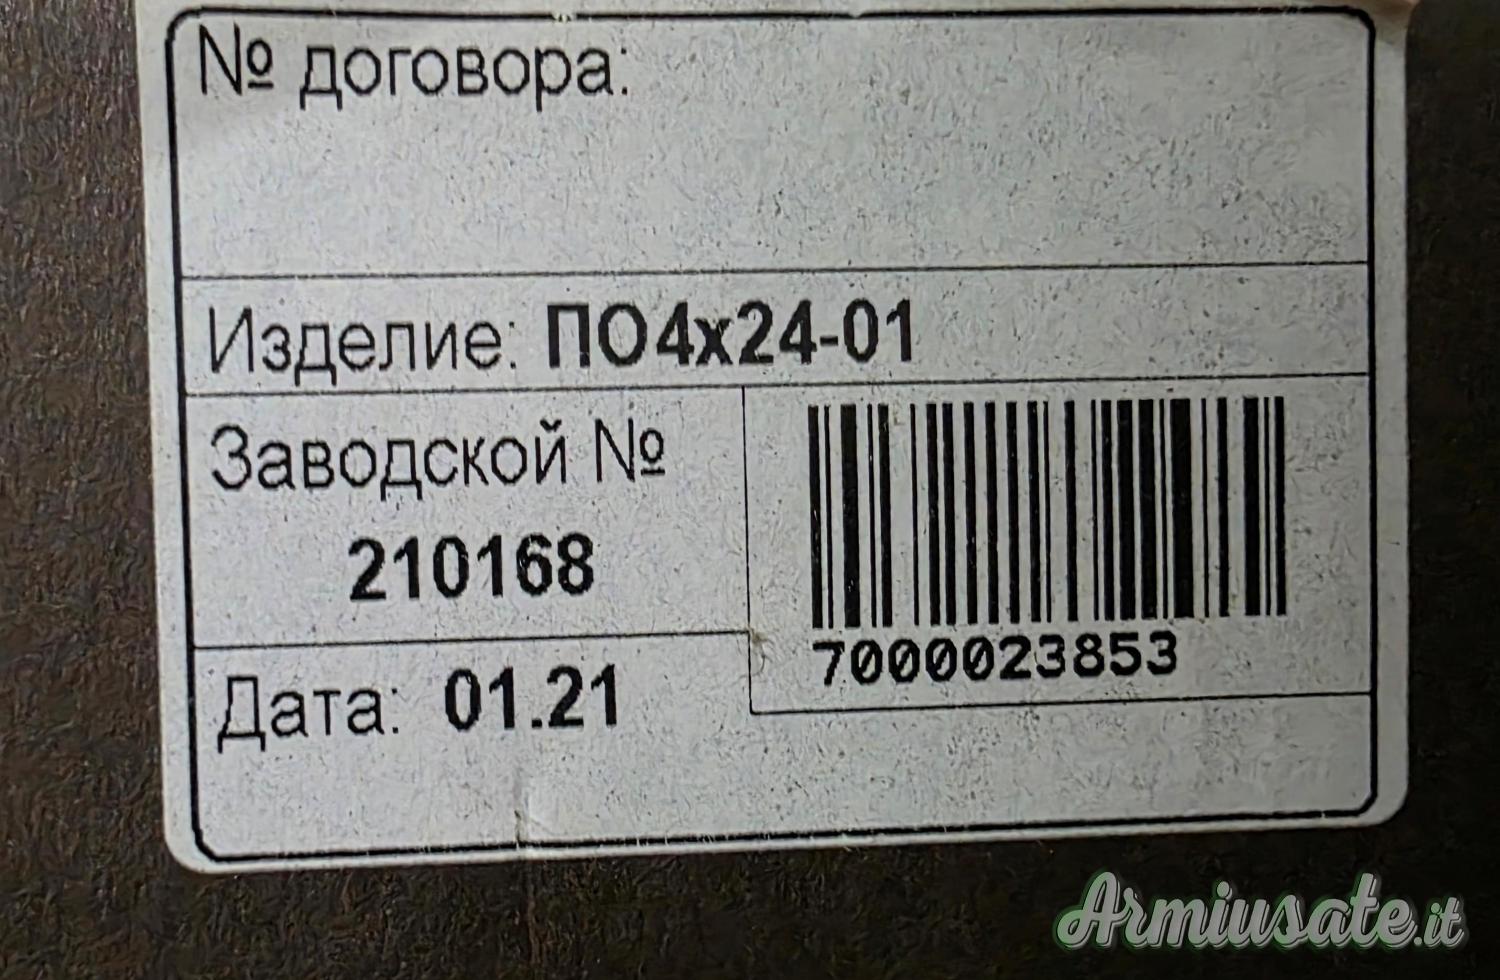 № договора:
Изделие: ПО4х24-01
Заводской №
210168
7000023853
Дата: 01.21
Armiusate.it